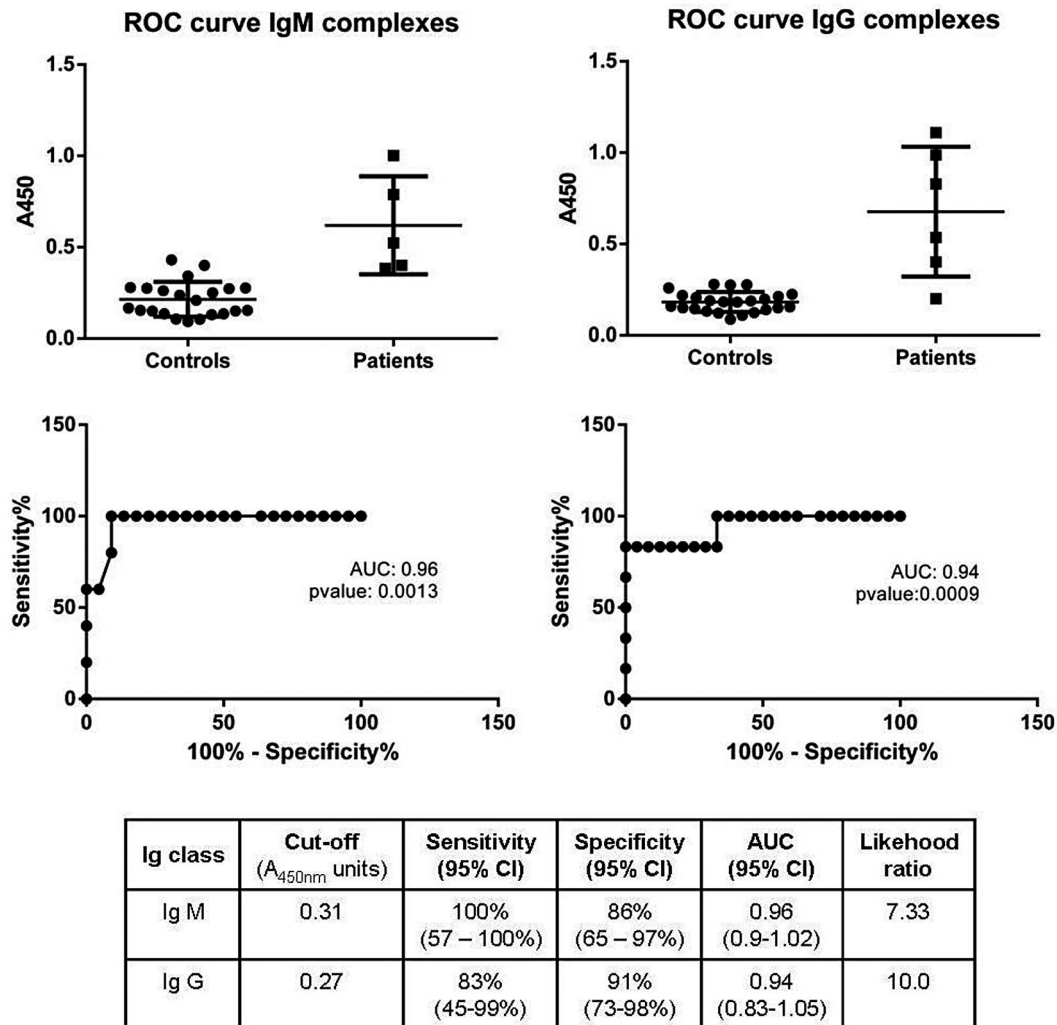 ROC curve IgM complexes
1.5
1.0
0.5
0.0
A450
Controls
Patients
ROC curve IgG complexes
1.5
1.0
0.5
0.0
A450
Controls
Patients
150
100
50
0
Sensitivity%
AUC: 0.96
pvalue: 0.0013
0
50
100
150
100% - Specificity%
150
100
50
0
Sensitivity%
AUC: 0.94
pvalue:0.0009
0
50
100
150
100% - Specificity%
Ig class
Cut-off
(A450nm units)
Sensitivity
(95% CI)
Specificity
(95% CI)
AUC
(95% CI)
Likehood
ratio
Ig M
0.31
100%
(57 – 100%)
86%
(65 – 97%)
0.96
(0.9-1.02)
7.33
Ig G
0.27
83%
(45-99%)
91%
(73-98%)
0.94
(0.83-1.05)
10.0